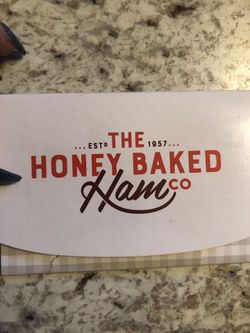 ...ESTD 1957...
THE
HONEY BAKED
Ham CO